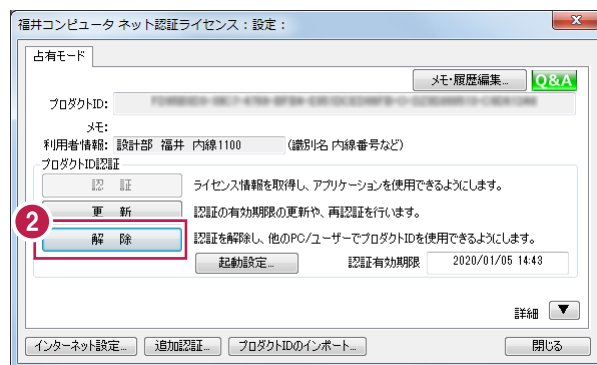 福井コンピュータ ネット認証ライセンス：設定：
占有モード
メモ・履歴編集... Q&A
プロダクトID:
メモ:
利用者情報: 設計部 福井 内線1100 (識別名 内線番号など)
プロダクトID認証
認 証 ライセンス情報を取得し、アプリケーションを使用できるようにします。
更 新 認証の有効期限の更新や、再認証を行います。
2
解 除 認証を解除し、他のPC/ユーザーでプロダクトIDを使用できるようにします。
起動設定... 認証有効期限 2020/01/05 14:43
詳細 ▼
インターネット設定... 追加認証... プロダクトIDのインポート... 閉じる